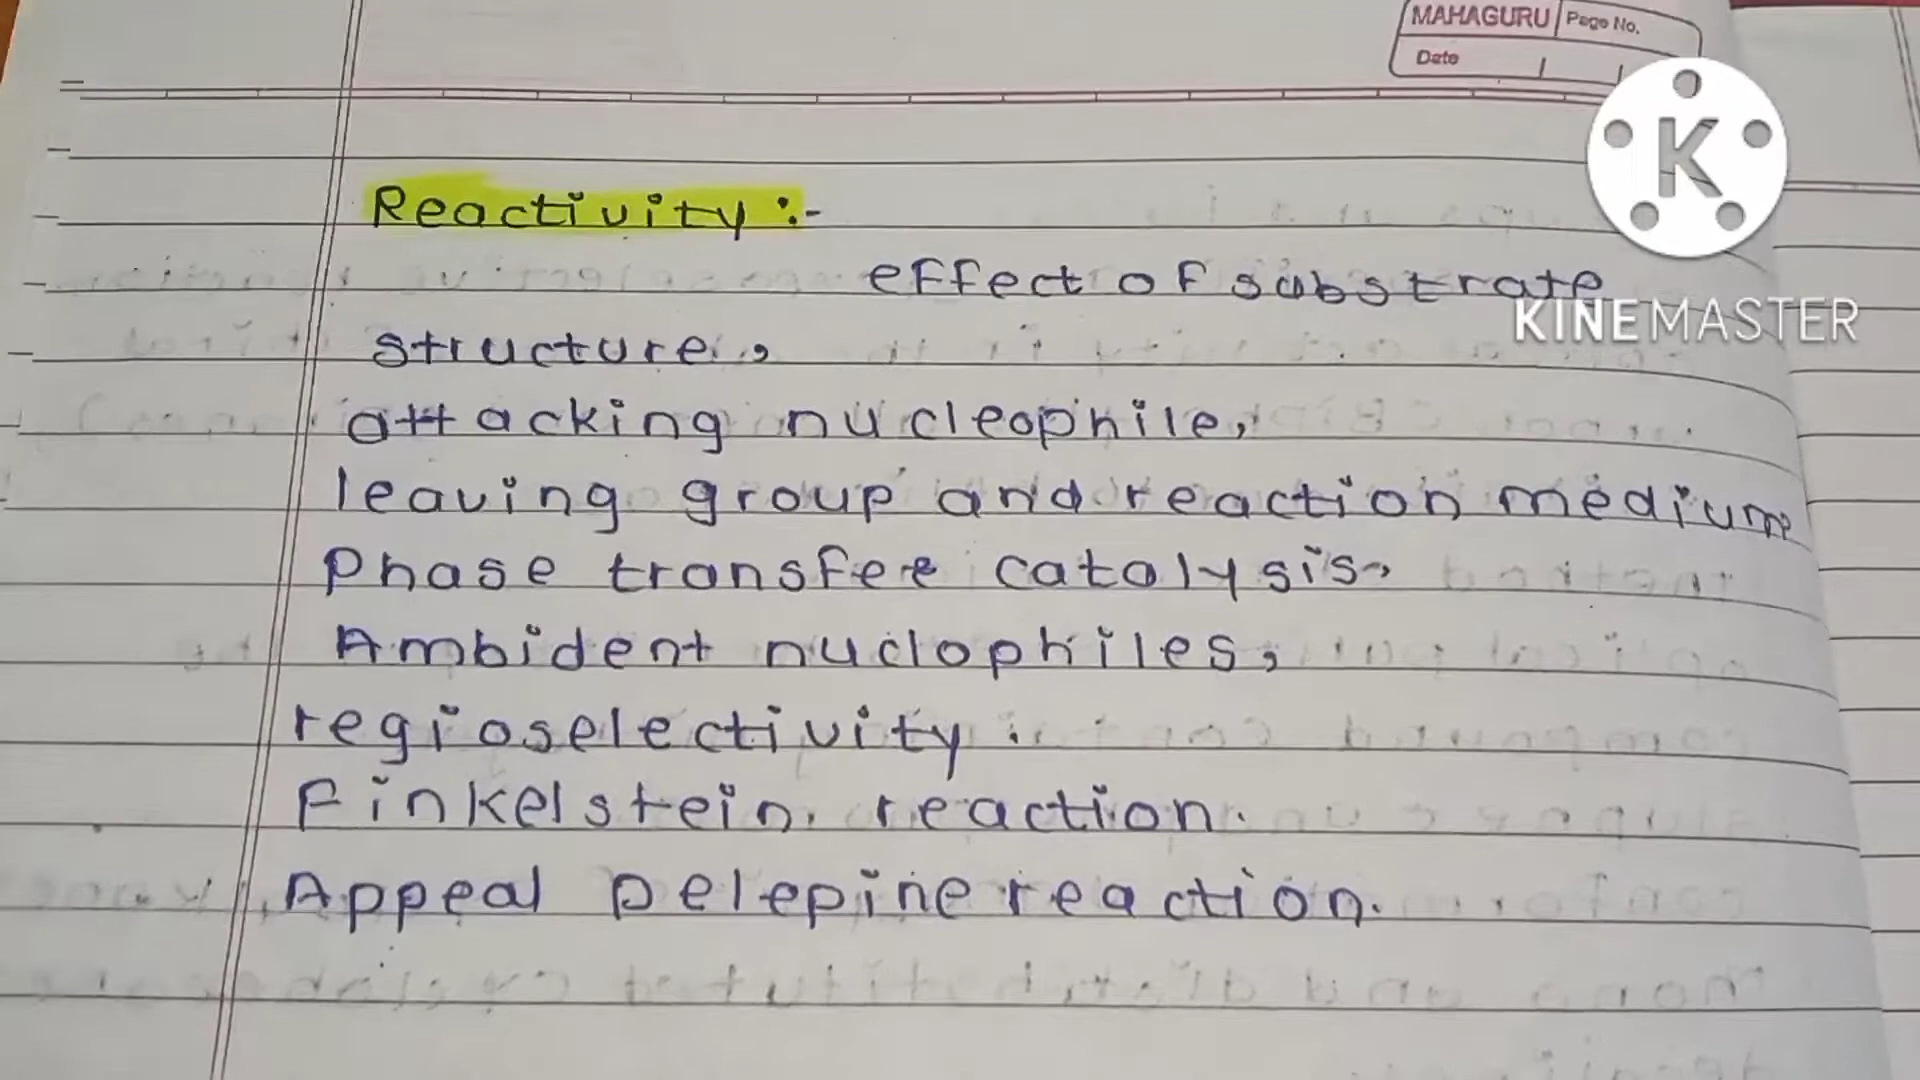 MAHAGURU Page No.
Date
K
KINEMASTER
Reactivity :-
effect of substrate
structure,
attacking nucleophile,
leaving group and reaction medium
Phase transfer catalysis,
Ambident nuclophiles,
regioselectivity.
Finkelstein reaction.
Appeal Delepine reaction.